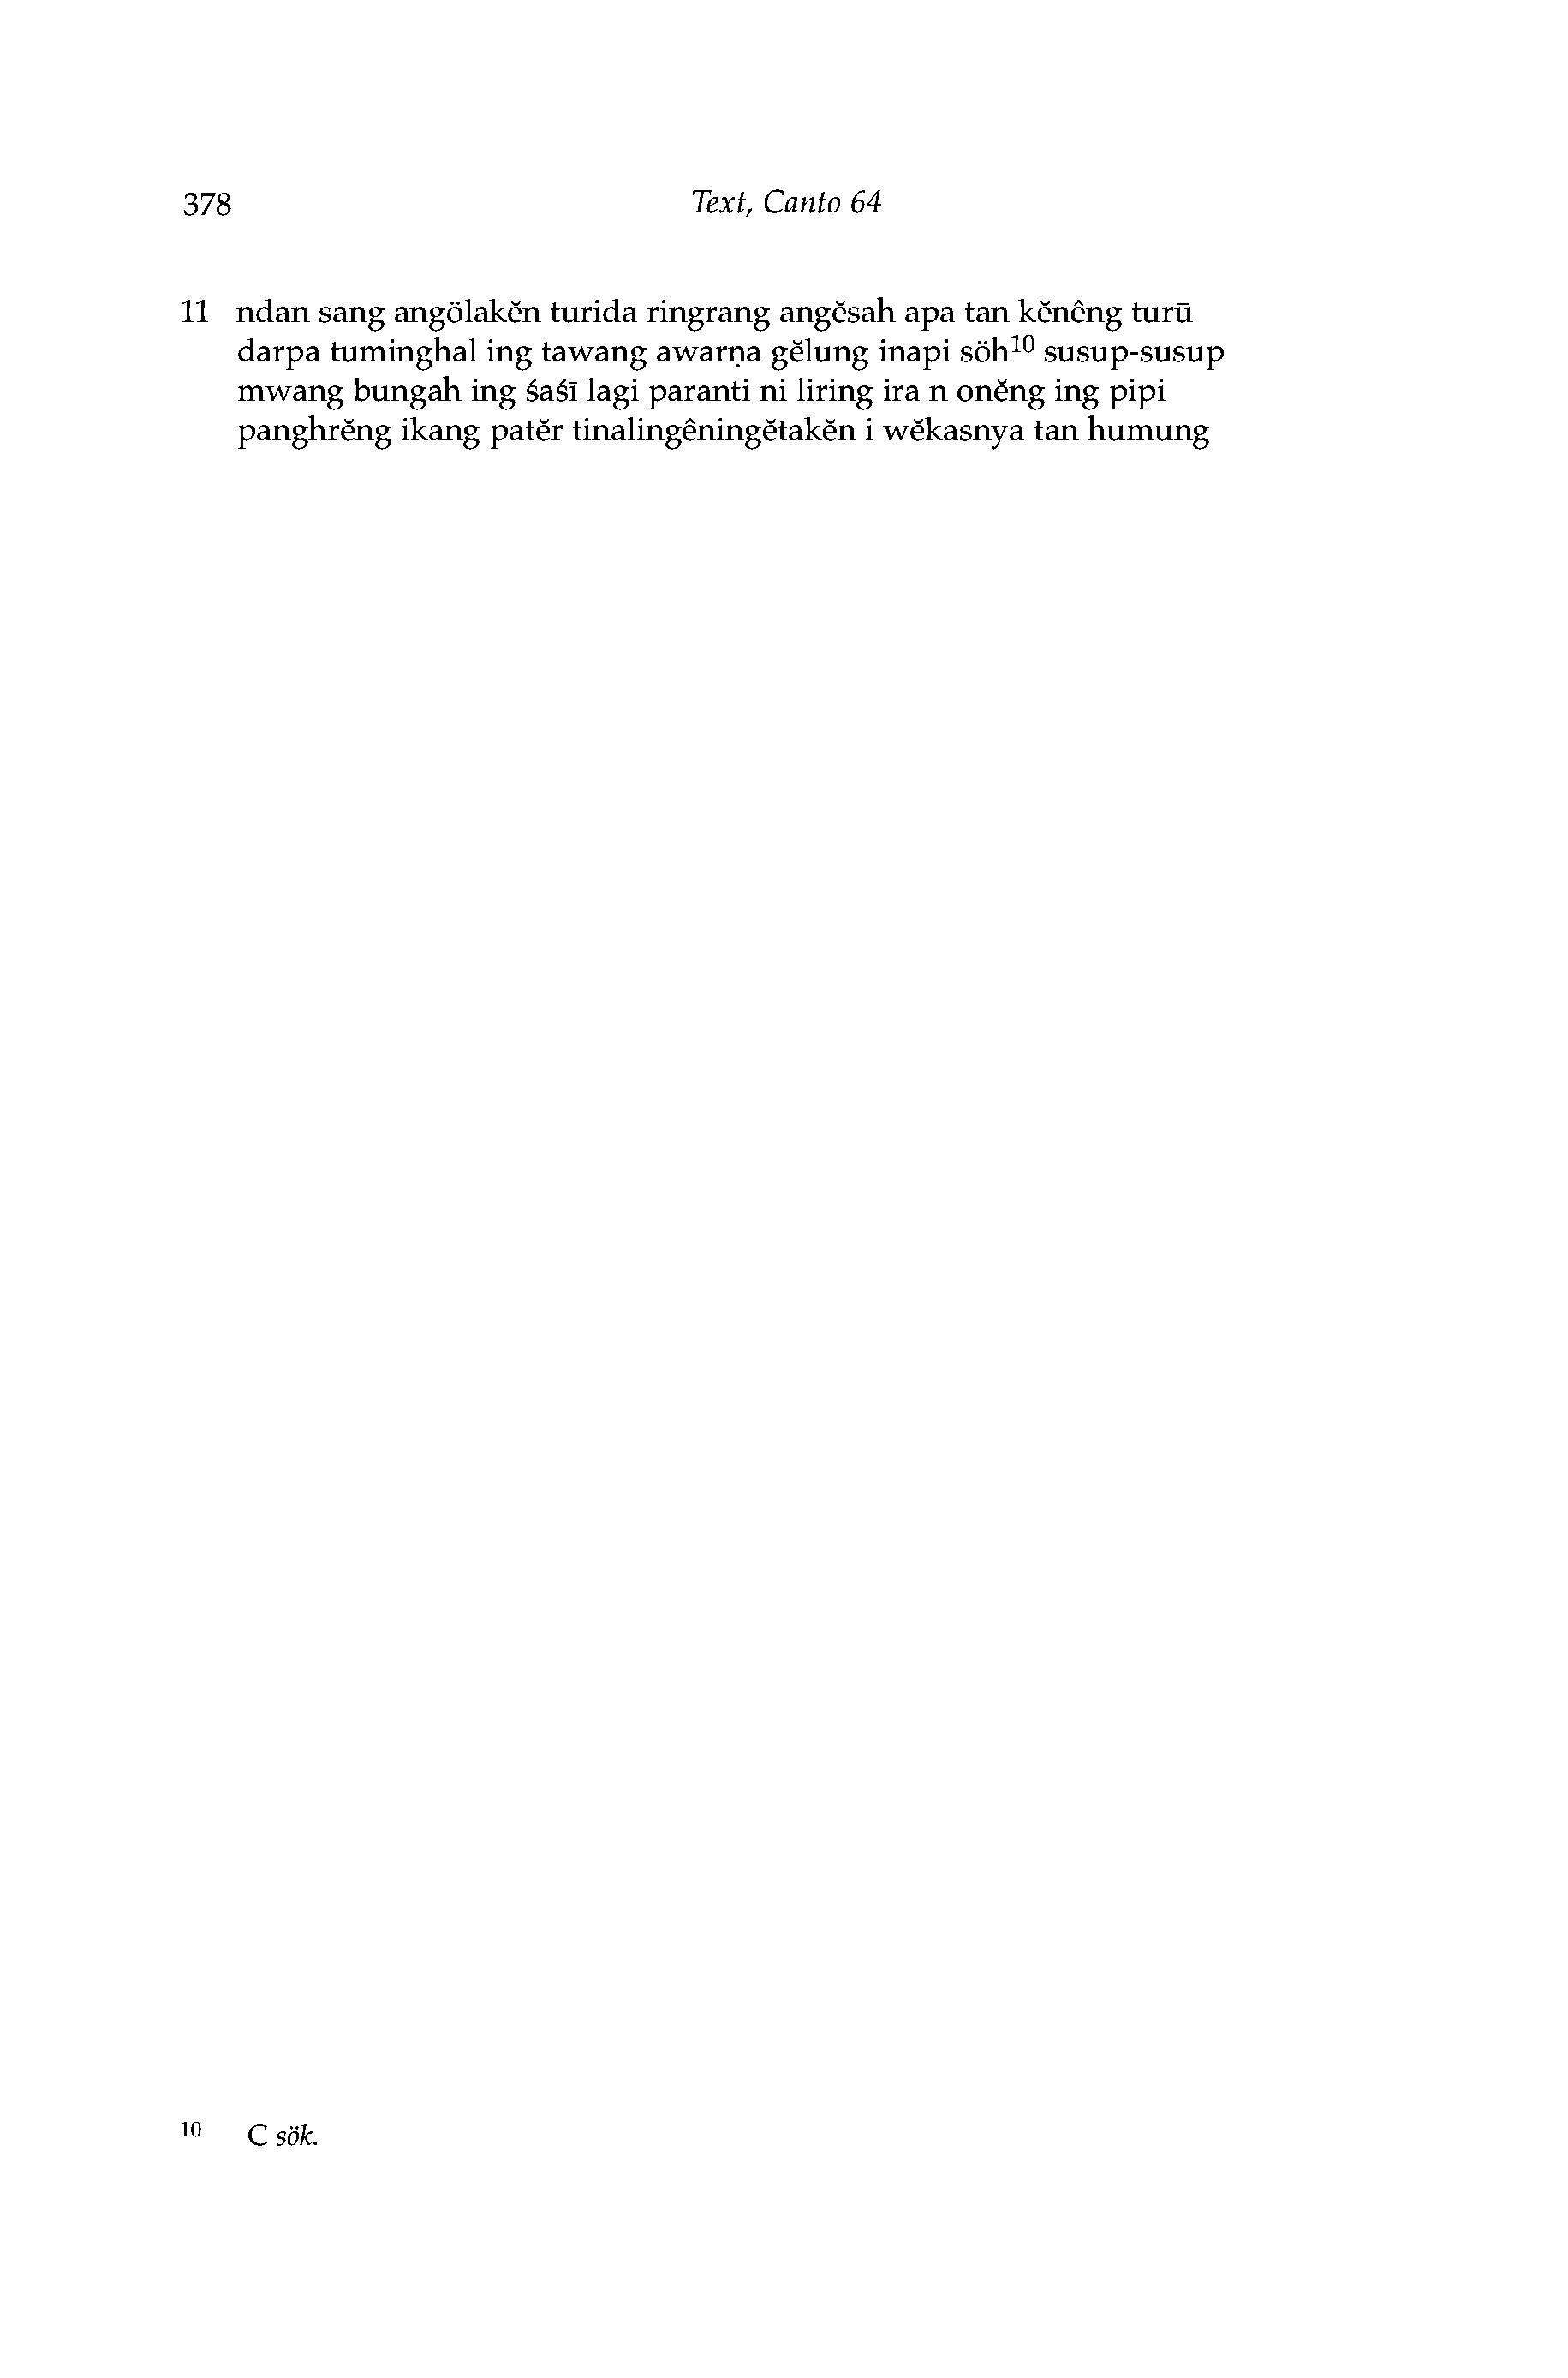 378 Text, Canto 64
11 ndan sang angölakĕn turida ringrang angĕsah apa tan kĕnêng turū
darpa tuminghal ing tawang awarṇa gĕlung inapi söh¹⁰ susup-susup
mwang bungah ing śaśī lagi paranti ni liring ira n onĕng ing pipi
panghrĕng ikang patĕr tinalingêningĕtakĕn i wĕkasnya tan humung
¹⁰ C sök.